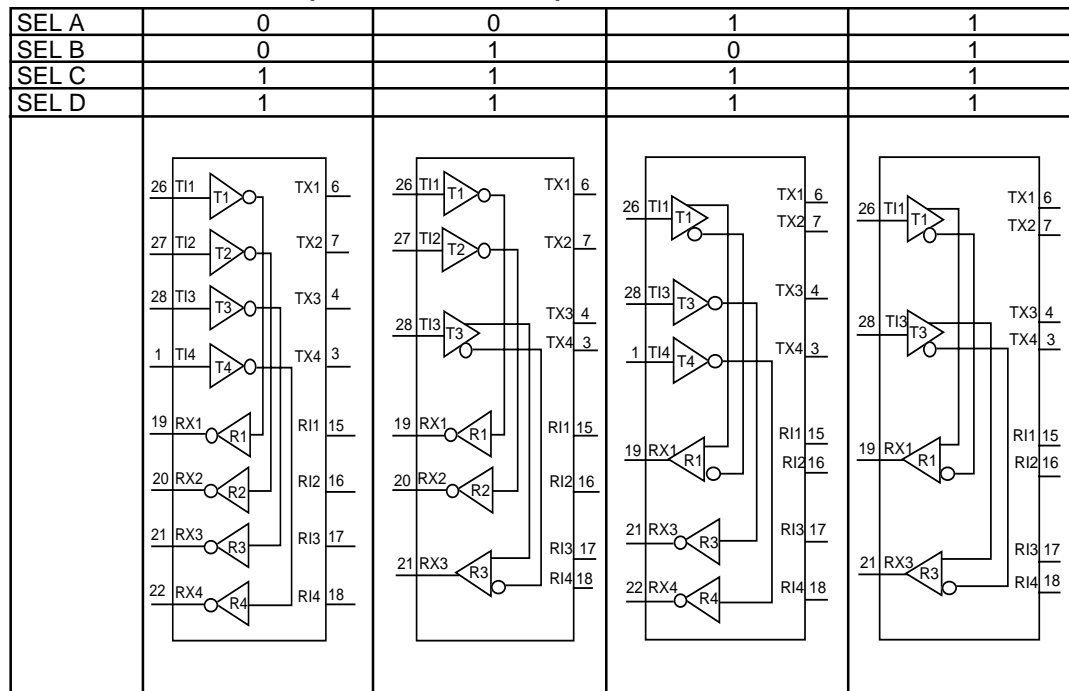 SEL A 0 0 1 1
SEL B 0 1 0 1
SEL C 1 1 1 1
SEL D 1 1 1 1
26 TI1 T1 TX1 6
27 TI2 T2 TX2 7
28 TI3 T3 TX3 4
1 TI4 T4 TX4 3
19 RX1 R1 RI1 15
20 RX2 R2 RI2 16
21 RX3 R3 RI3 17
22 RX4 R4 RI4 18
26 TI1 T1 TX1 6
27 TI2 T2 TX2 7
28 TI3 T3 TX3 4
TX4 3
19 RX1 R1 RI1 15
20 RX2 R2 RI2 16
21 RX3 R3 RI3 17
RI4 18
26 TI1 T1 TX1 6
TX2 7
28 TI3 T3 TX3 4
1 TI4 T4 TX4 3
19 RX1 R1 RI1 15
RI2 16
21 RX3 R3 RI3 17
22 RX4 R4 RI4 18
26 TI1 T1 TX1 6
TX2 7
28 TI3 T3 TX3 4
TX4 3
19 RX1 R1 RI1 15
RI2 16
21 RX3 R3 RI3 17
RI4 18